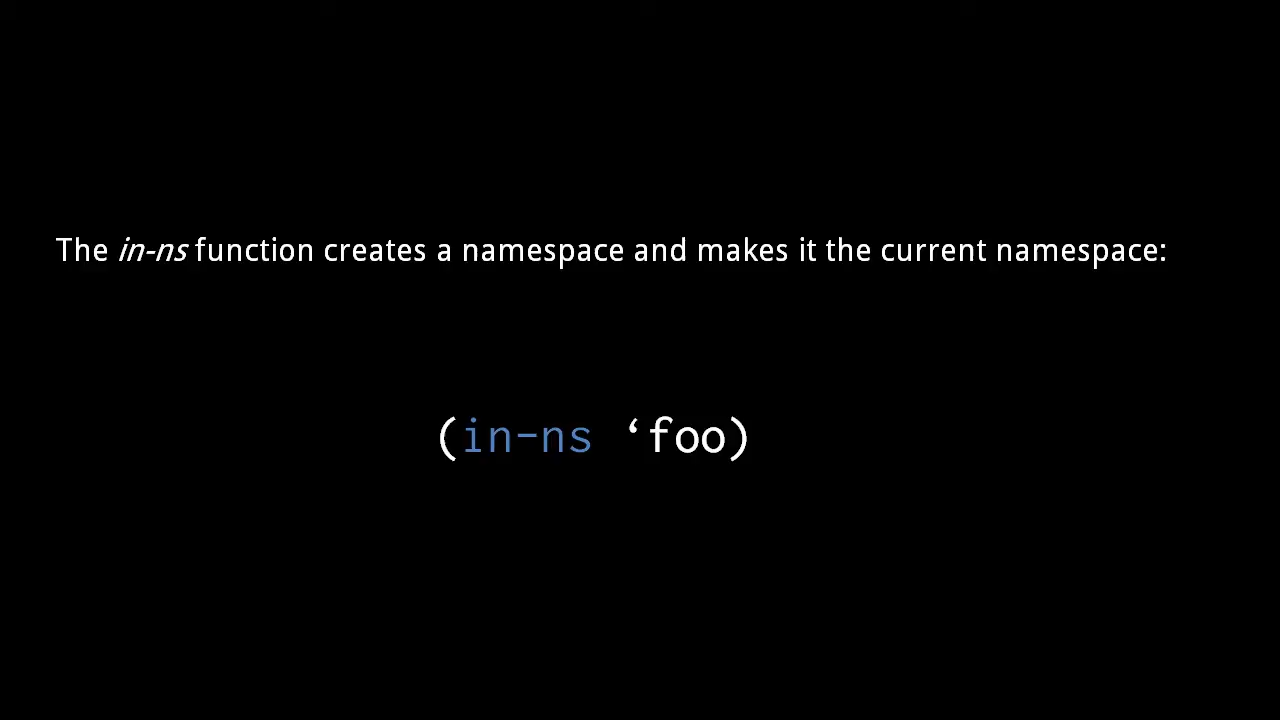 The in-ns function creates a namespace and makes it the current namespace:
(in-ns ‘foo)